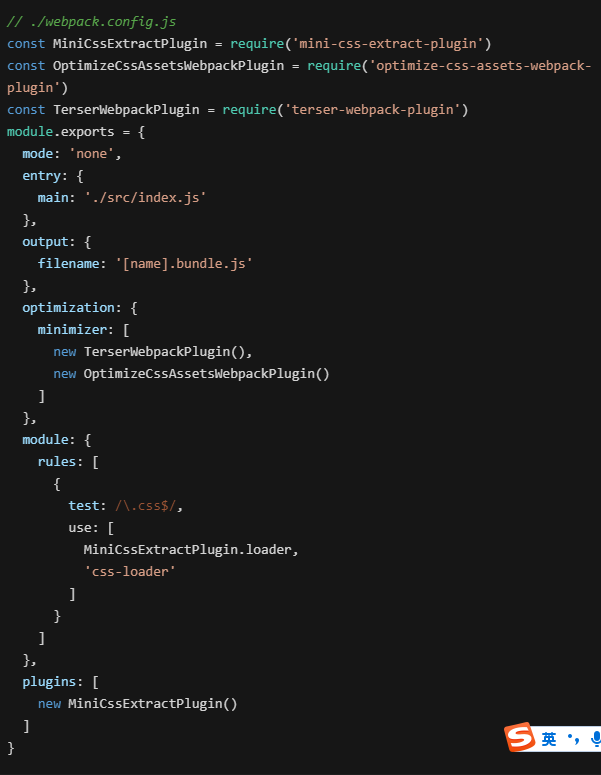 // ./webpack.config.js
const MiniCssExtractPlugin = require('mini-css-extract-plugin')
const OptimizeCssAssetsWebpackPlugin = require('optimize-css-assets-webpack-
plugin')
const TerserWebpackPlugin = require('terser-webpack-plugin')
module.exports = {
  mode: 'none',
  entry: {
    main: './src/index.js'
  },
  output: {
    filename: '[name].bundle.js'
  },
  optimization: {
    minimizer: [
      new TerserWebpackPlugin(),
      new OptimizeCssAssetsWebpackPlugin()
    ]
  },
  module: {
    rules: [
      {
        test: /\.css$/,
        use: [
          MiniCssExtractPlugin.loader,
          'css-loader'
        ]
      }
    ]
  },
  plugins: [
    new MiniCssExtractPlugin()
  ]
}
S 英